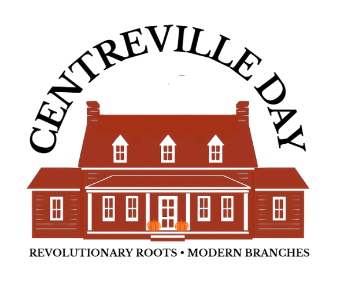 CENTREVILLE DAY
REVOLUTIONARY ROOTS • MODERN BRANCHES